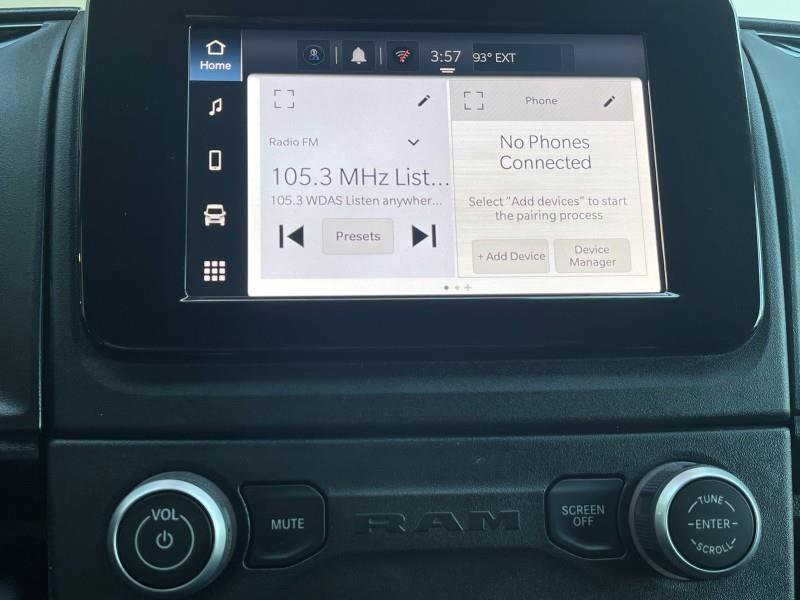 Home
3:57 93° EXT
Radio FM
105.3 MHz List...
105.3 WDAS Listen anywher...
Presets
Phone
No Phones
Connected
Select "Add devices" to start
the pairing process
+ Add Device
Device
Manager
VOL
MUTE
RAM
SCREEN
OFF
TUNE
-ENTER-
SCROLL